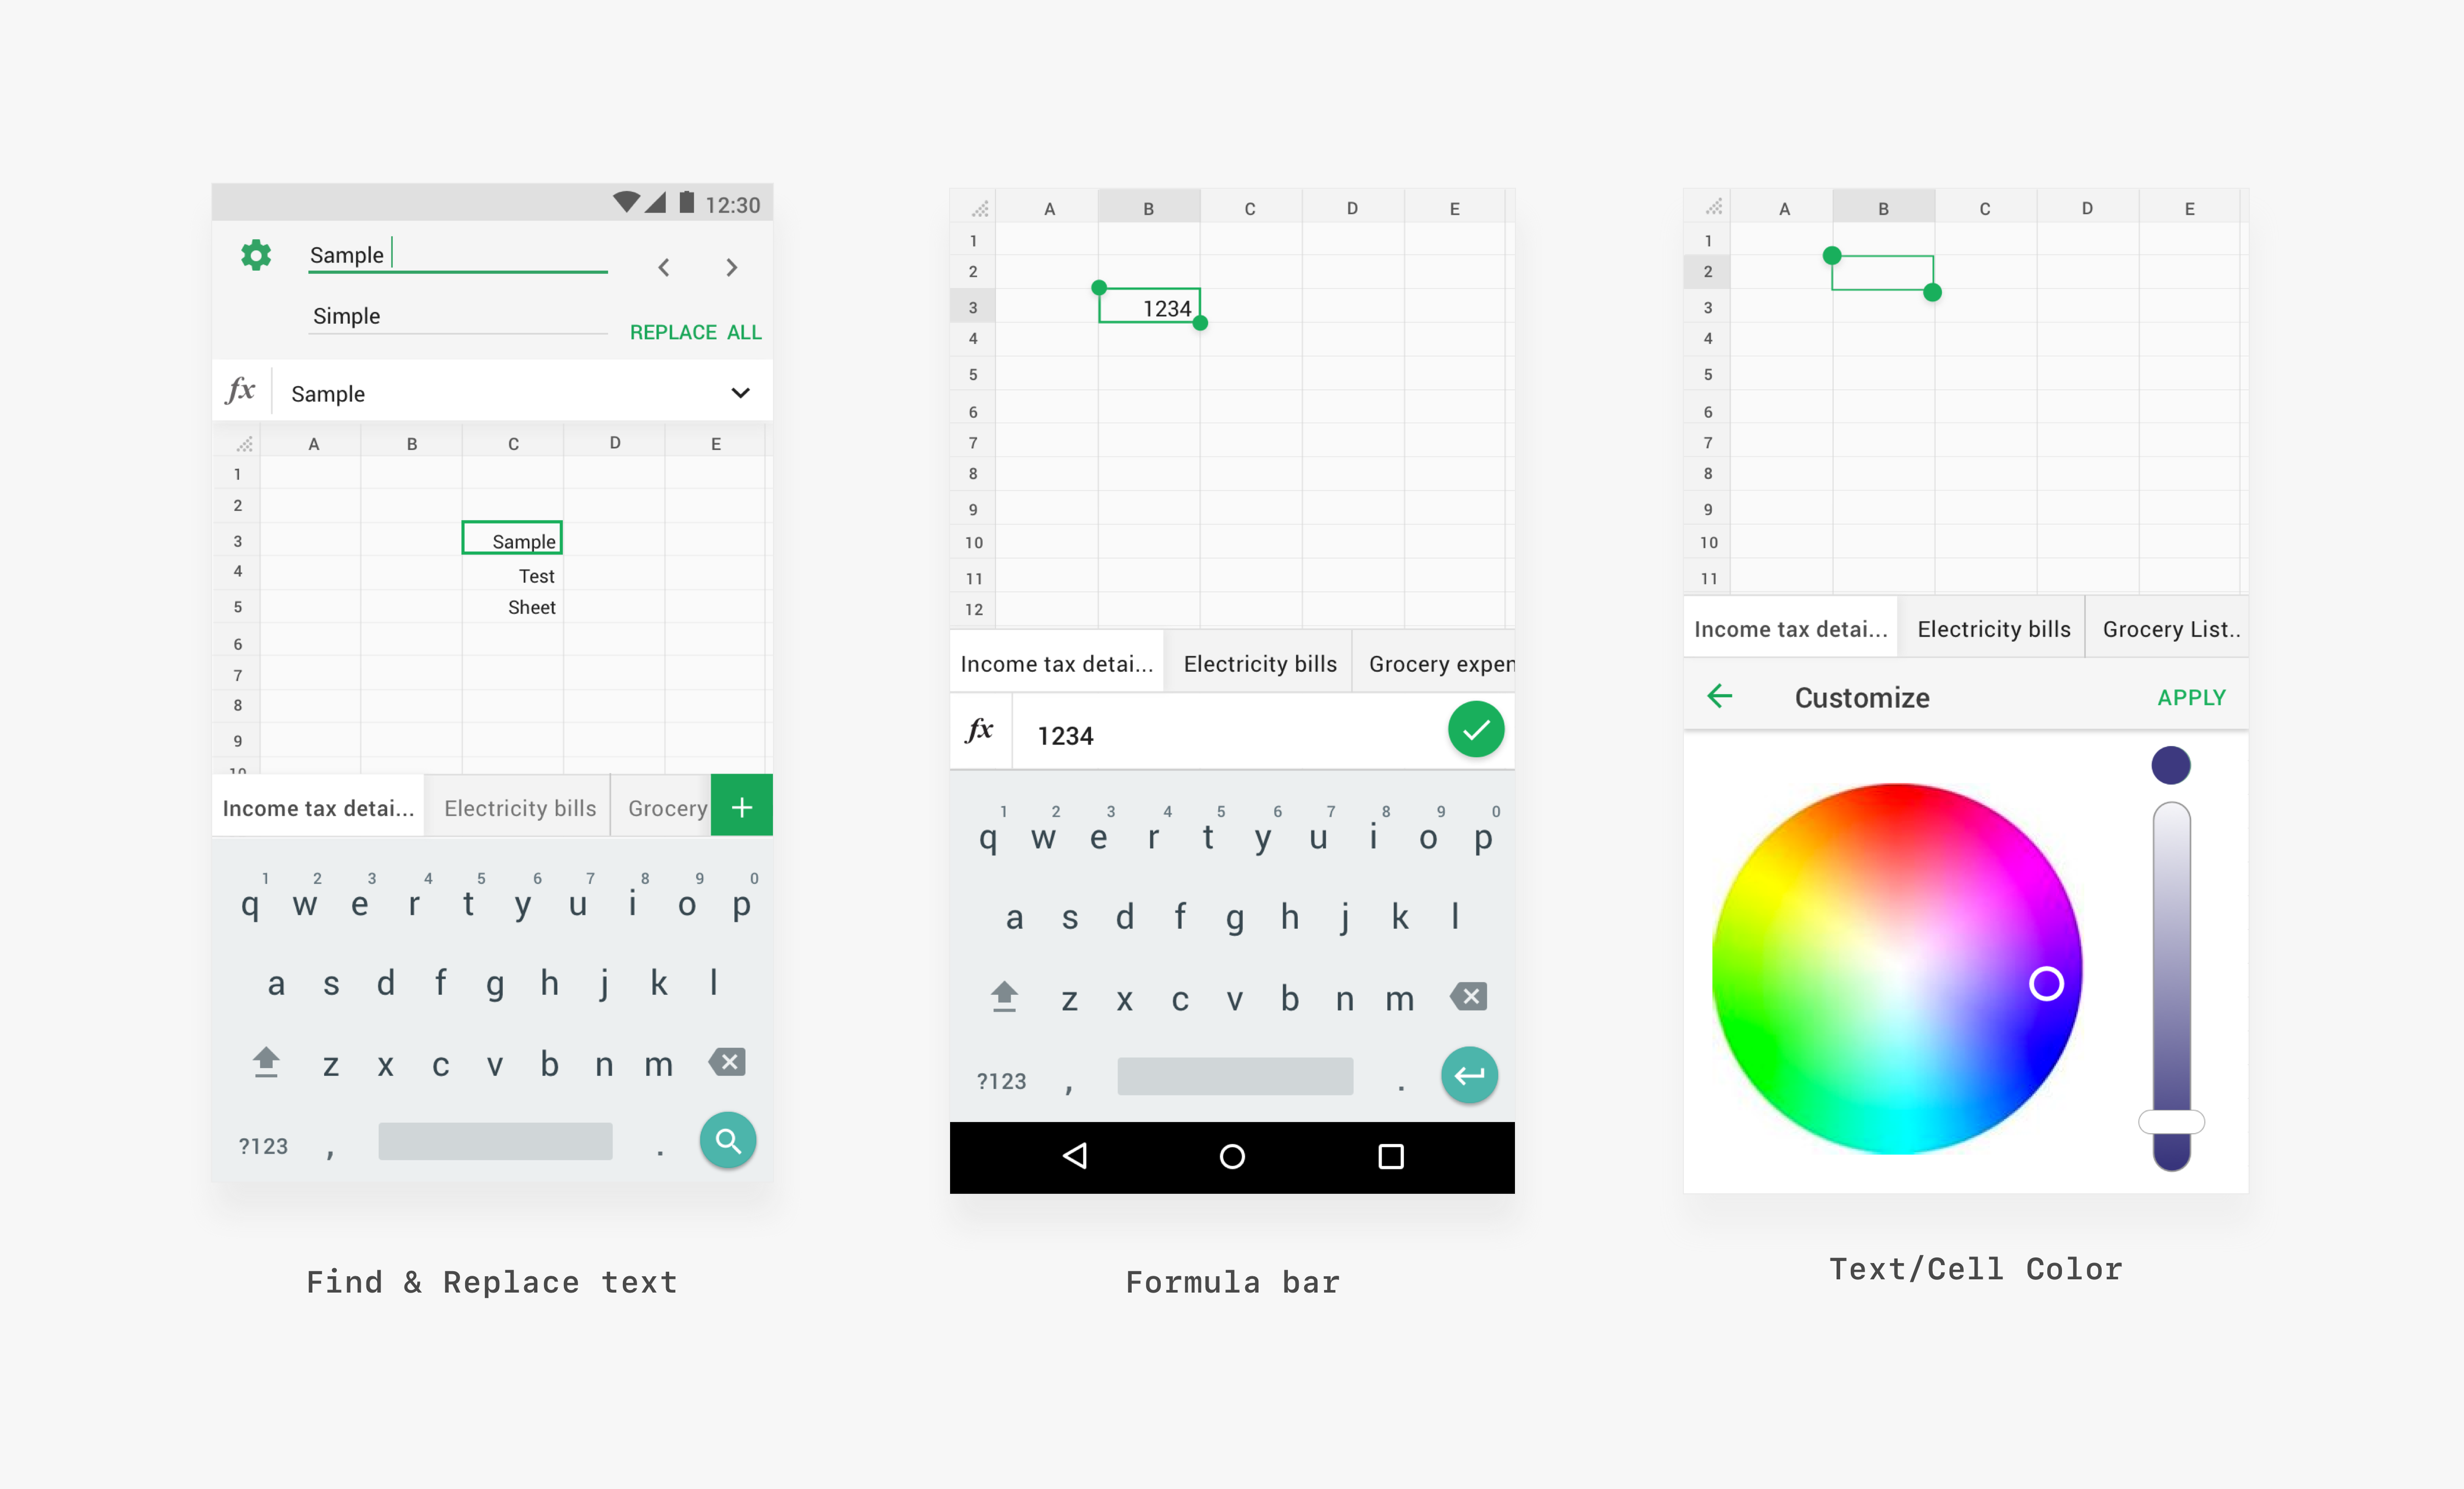 12:30
Sample
Simple
REPLACE ALL
fx Sample
A B C D E
1
2
3 Sample
4 Test
5 Sheet
6
7
8
9
10
Income tax detai... Electricity bills Grocery +
1 2 3 4 5 6 7 8 9 0
q w e r t y u i o p
a s d f g h j k l
z x c v b n m
?123 , .
Find & Replace text
A B C D E
1
2
3 1234
4
5
6
7
8
9
10
11
12
Income tax detai... Electricity bills Grocery expen
fx 1234
1 2 3 4 5 6 7 8 9 0
q w e r t y u i o p
a s d f g h j k l
z x c v b n m
?123 , .
Formula bar
A B C D E
1
2
3
4
5
6
7
8
9
10
11
Income tax detai... Electricity bills Grocery List..
Customize APPLY
Text/Cell Color